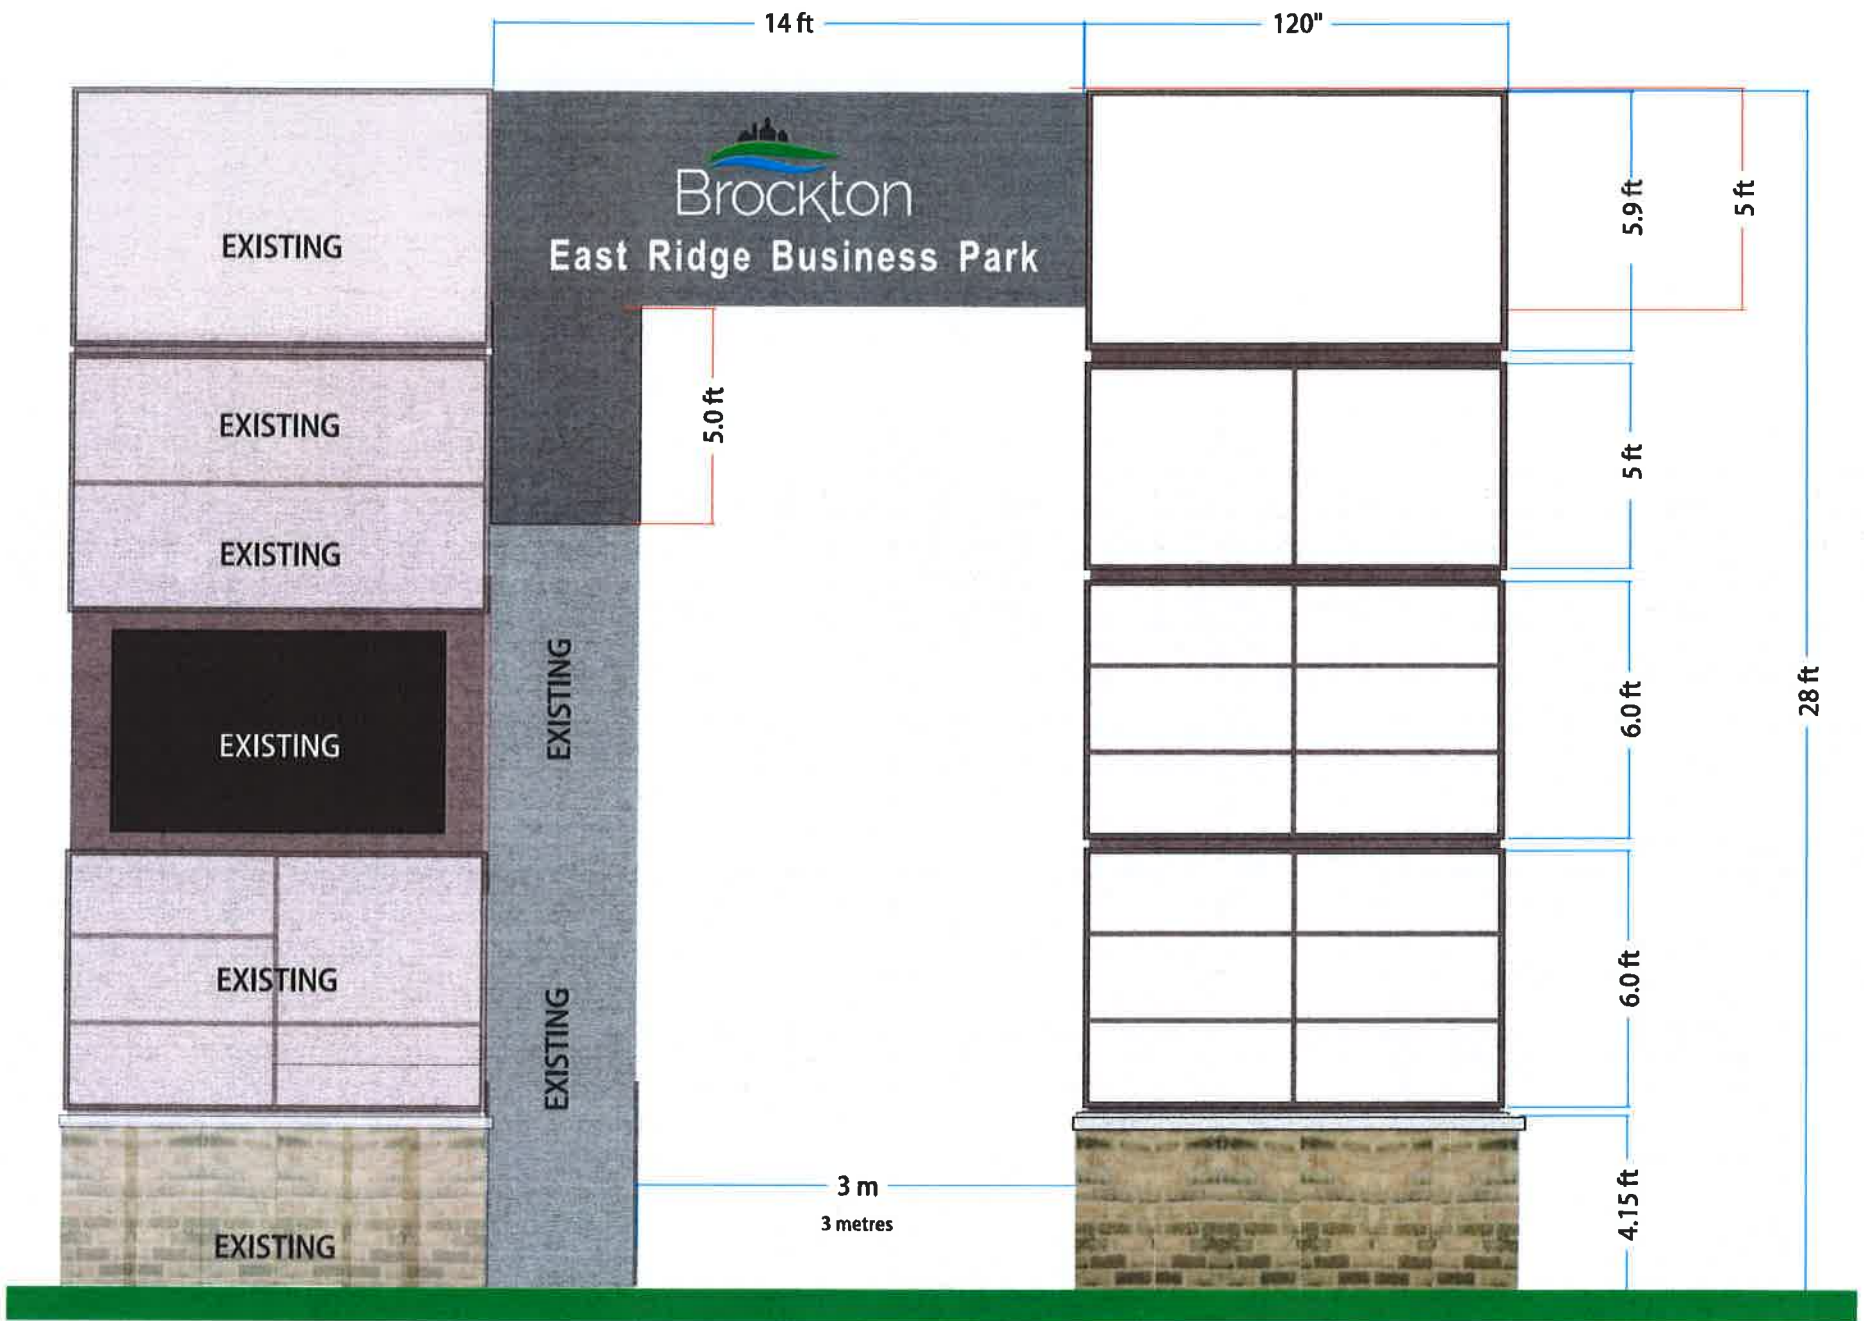 14 ft
120"
Brockton
East Ridge Business Park
EXISTING
5.9 ft
5 ft
EXISTING
5.0 ft
5 ft
EXISTING
EXISTING
EXISTING
6.0 ft
28 ft
EXISTING
EXISTING
6.0 ft
3 m
3 metres
4.15 ft
EXISTING